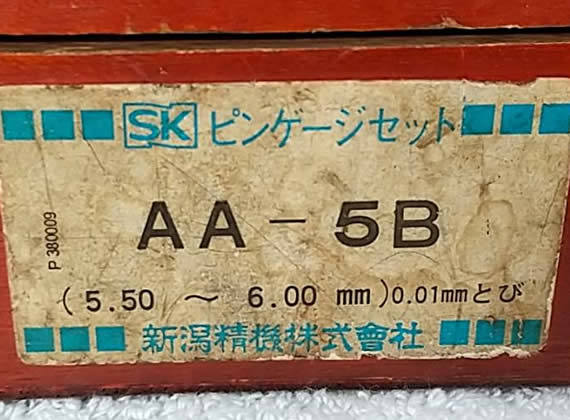 SK ピンゲージセット
AA-5B
P 380009
(5.50 ~ 6.00 mm)0.01mmとび
新潟精機株式會社